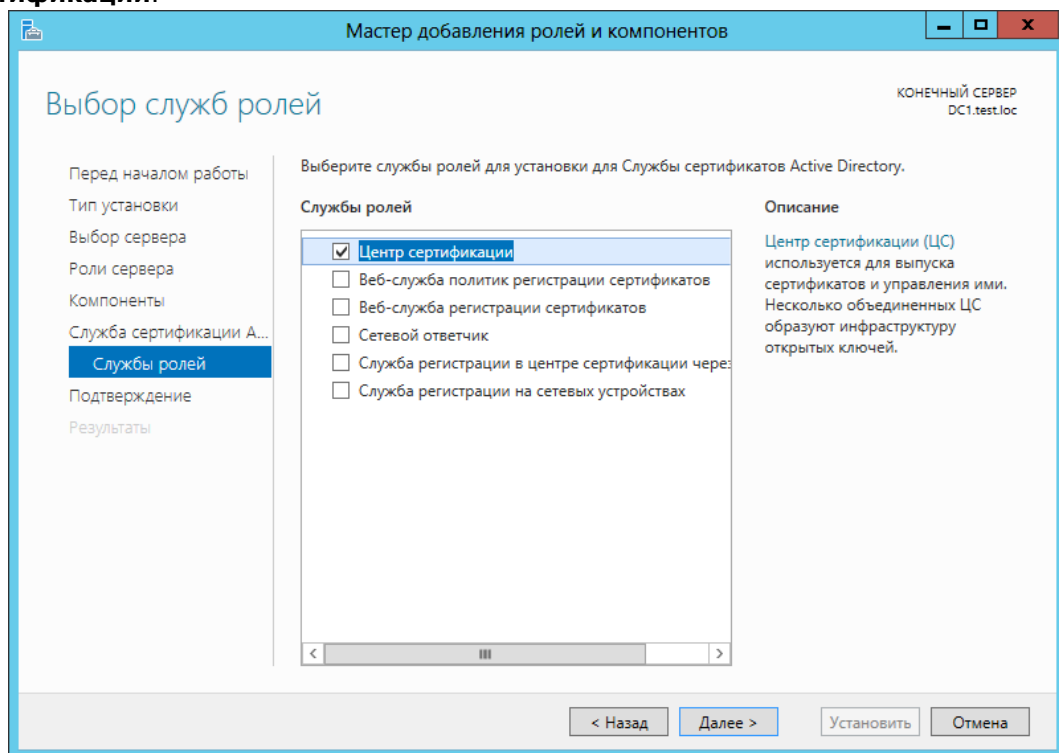 Мастер добавления ролей и компонентов
Выбор служб ролей
КОНЕЧНЫЙ СЕРВЕР
DC1.test.loc
Перед началом работы
Тип установки
Выбор сервера
Роли сервера
Компоненты
Служба сертификации A...
Службы ролей
Подтверждение
Результаты
Выберите службы ролей для установки для Службы сертификатов Active Directory.
Службы ролей
Центр сертификации
Веб-служба политик регистрации сертификатов
Веб-служба регистрации сертификатов
Сетевой ответчик
Служба регистрации в центре сертификации через
Служба регистрации на сетевых устройствах
Описание
Центр сертификации (ЦС)
используется для выпуска
сертификатов и управления ими.
Несколько объединенных ЦС
образуют инфраструктуру
открытых ключей.
< Назад
Далее >
Установить
Отмена